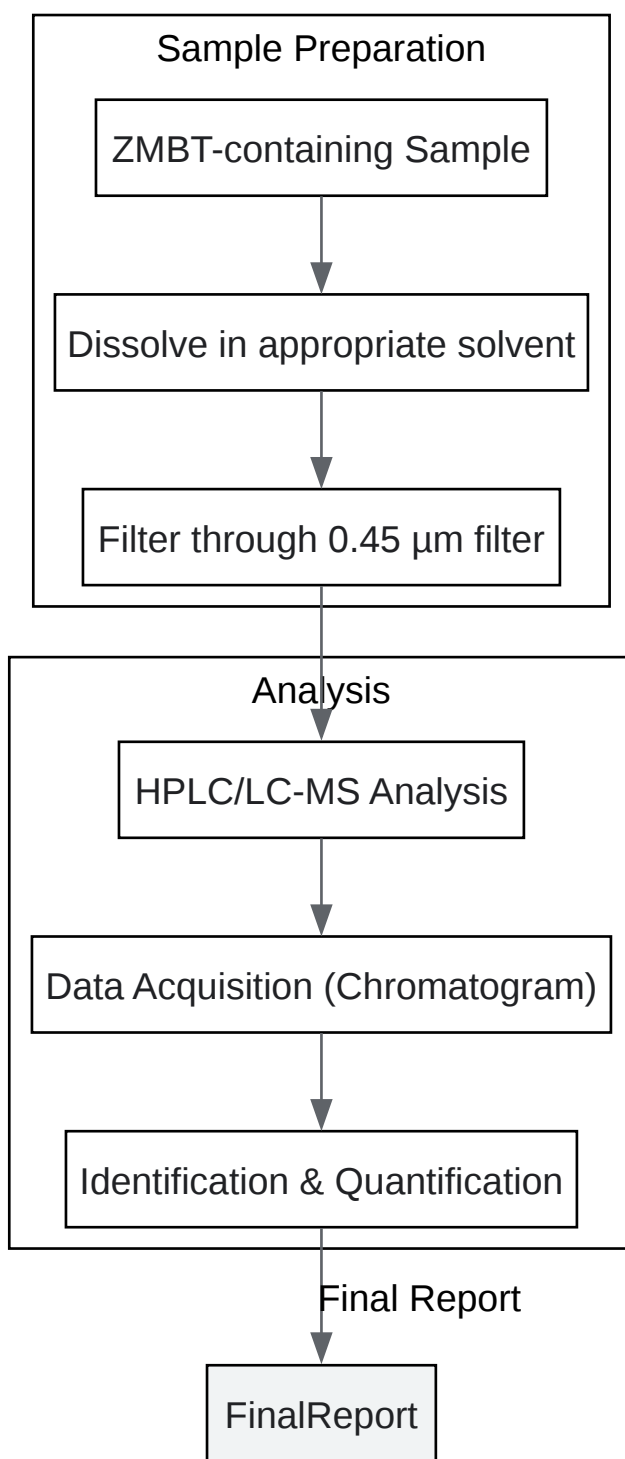 Sample Preparation
ZMBT-containing Sample
Dissolve in appropriate solvent
Filter through 0.45 µm filter
Analysis
HPLC/LC-MS Analysis
Data Acquisition (Chromatogram)
Identification & Quantification
Final Report
FinalReport